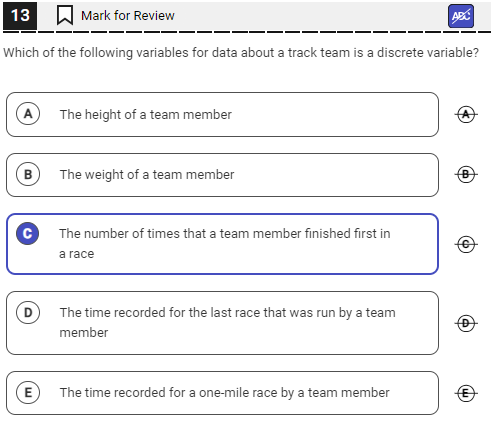 13 Mark for Review ABC
Which of the following variables for data about a track team is a discrete variable?
A The height of a team member A
B The weight of a team member B
C The number of times that a team member finished first in
a race C
D The time recorded for the last race that was run by a team
member D
E The time recorded for a one-mile race by a team member E